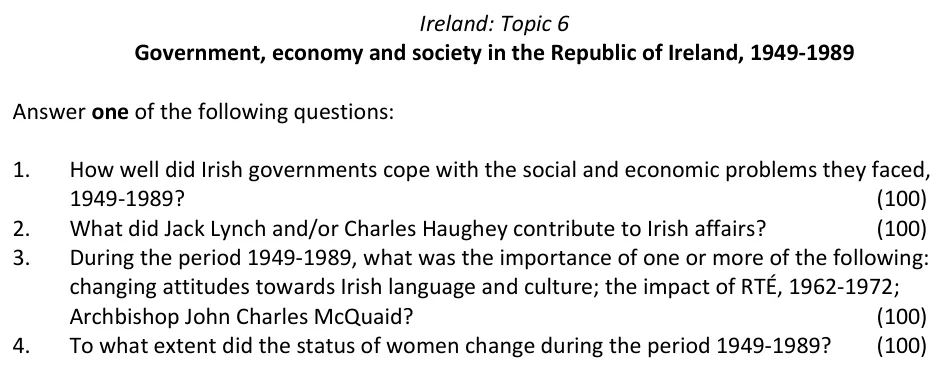 Ireland: Topic 6
Government, economy and society in the Republic of Ireland, 1949-1989
Answer one of the following questions:
1. How well did Irish governments cope with the social and economic problems they faced,
1949-1989? (100)
2. What did Jack Lynch and/or Charles Haughey contribute to Irish affairs? (100)
3. During the period 1949-1989, what was the importance of one or more of the following:
changing attitudes towards Irish language and culture; the impact of RTÉ, 1962-1972;
Archbishop John Charles McQuaid? (100)
4. To what extent did the status of women change during the period 1949-1989? (100)